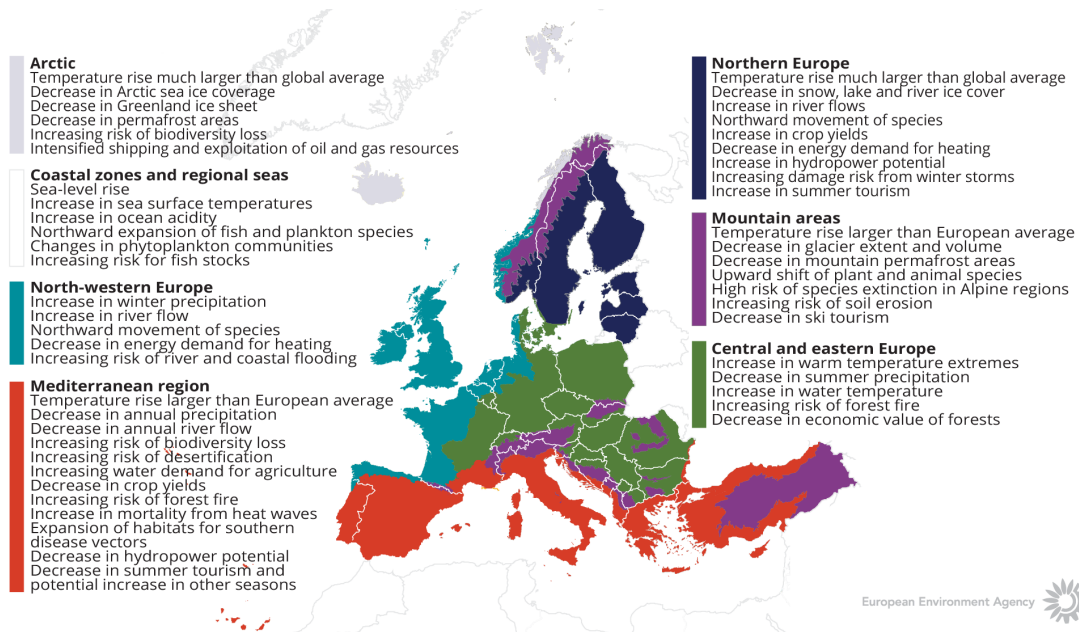 Arctic
Temperature rise much larger than global average
Decrease in Arctic sea ice coverage
Decrease in Greenland ice sheet
Decrease in permafrost areas
Increasing risk of biodiversity loss
Intensified shipping and exploitation of oil and gas resources
Coastal zones and regional seas
Sea-level rise
Increase in sea surface temperatures
Increase in ocean acidity
Northward expansion of fish and plankton species
Changes in phytoplankton communities
Increasing risk for fish stocks
North-western Europe
Increase in winter precipitation
Increase in river flow
Northward movement of species
Decrease in energy demand for heating
Increasing risk of river and coastal flooding
Mediterranean region
Temperature rise larger than European average
Decrease in annual precipitation
Decrease in annual river flow
Increasing risk of biodiversity loss
Increasing risk of desertification
Increasing water demand for agriculture
Decrease in crop yields
Increasing risk of forest fire
Increase in mortality from heat waves
Expansion of habitats for southern
disease vectors
Decrease in hydropower potential
Decrease in summer tourism and
potential increase in other seasons
Northern Europe
Temperature rise much larger than global average
Decrease in snow, lake and river ice cover
Increase in river flows
Northward movement of species
Increase in crop yields
Decrease in energy demand for heating
Increase in hydropower potential
Increasing damage risk from winter storms
Increase in summer tourism
Mountain areas
Temperature rise larger than European average
Decrease in glacier extent and volume
Decrease in mountain permafrost areas
Upward shift of plant and animal species
High risk of species extinction in Alpine regions
Increasing risk of soil erosion
Decrease in ski tourism
Central and eastern Europe
Increase in warm temperature extremes
Decrease in summer precipitation
Increase in water temperature
Increasing risk of forest fire
Decrease in economic value of forests
European Environment Agency